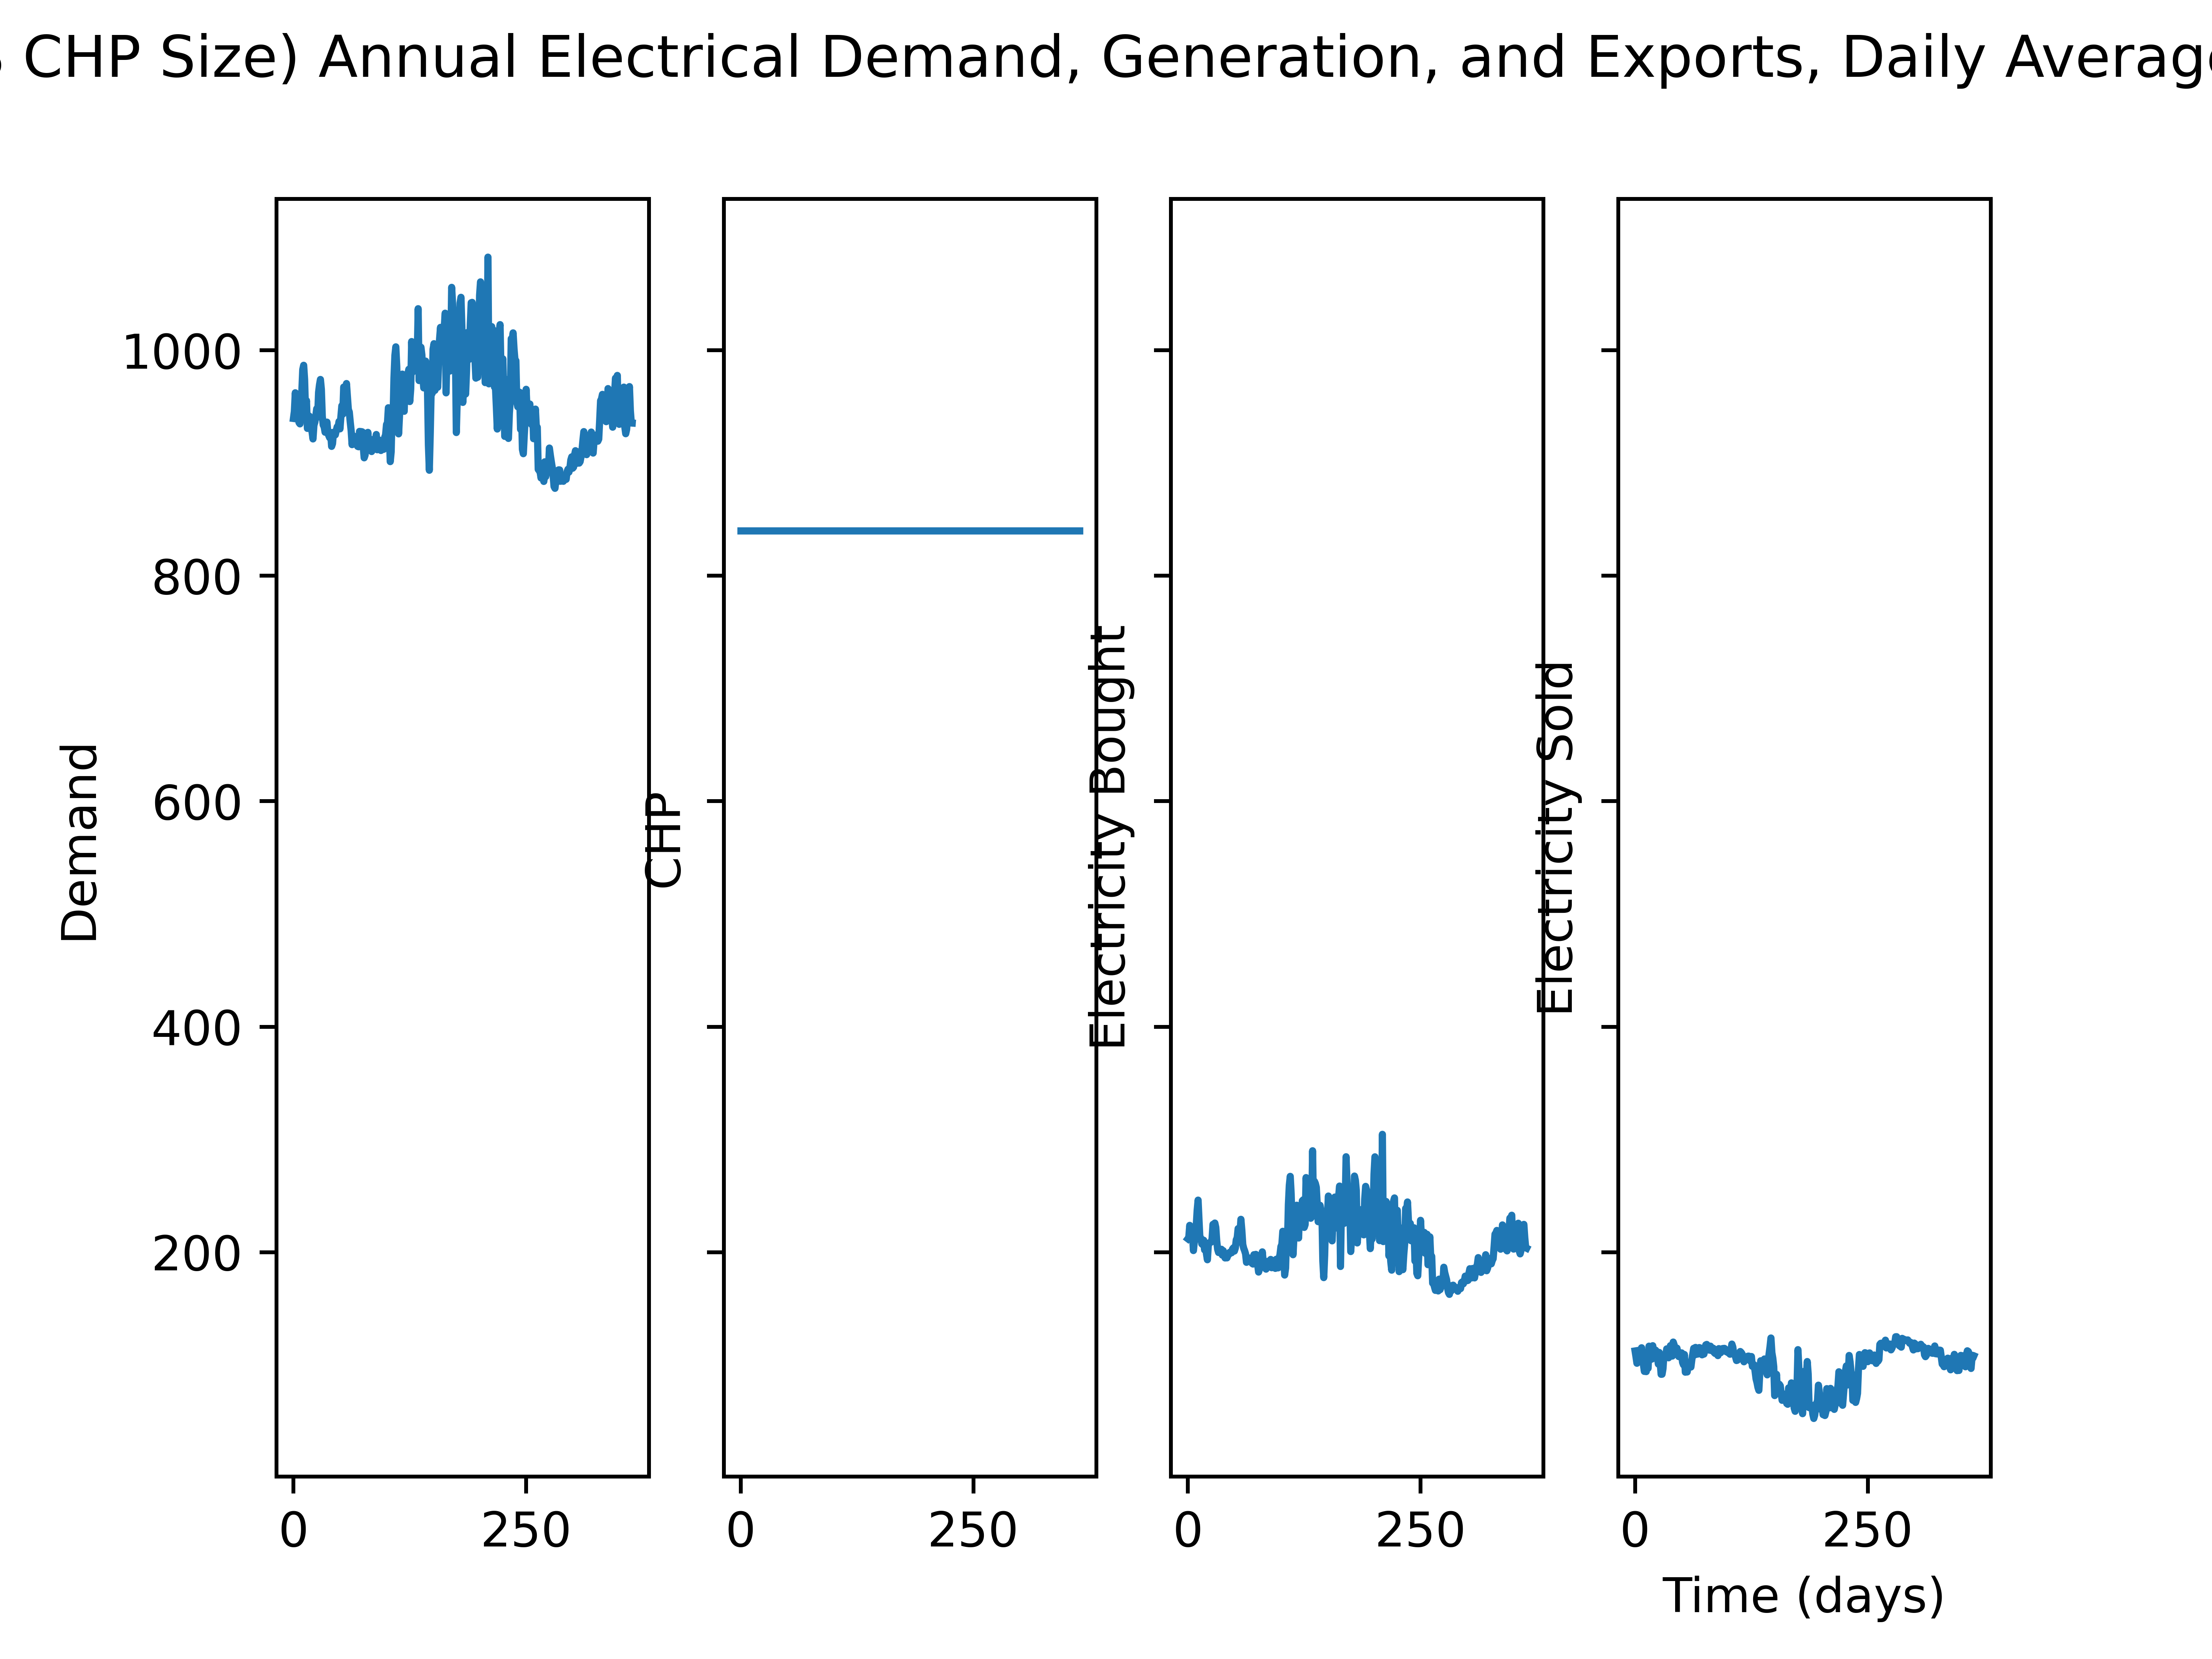 CHP Size) Annual Electrical Demand, Generation, and Exports, Daily Average
Demand
1000
800
600
400
200
0 250
CHP
0 250
Electricity Bought
0 250
Electricity Sold
0 250
Time (days)